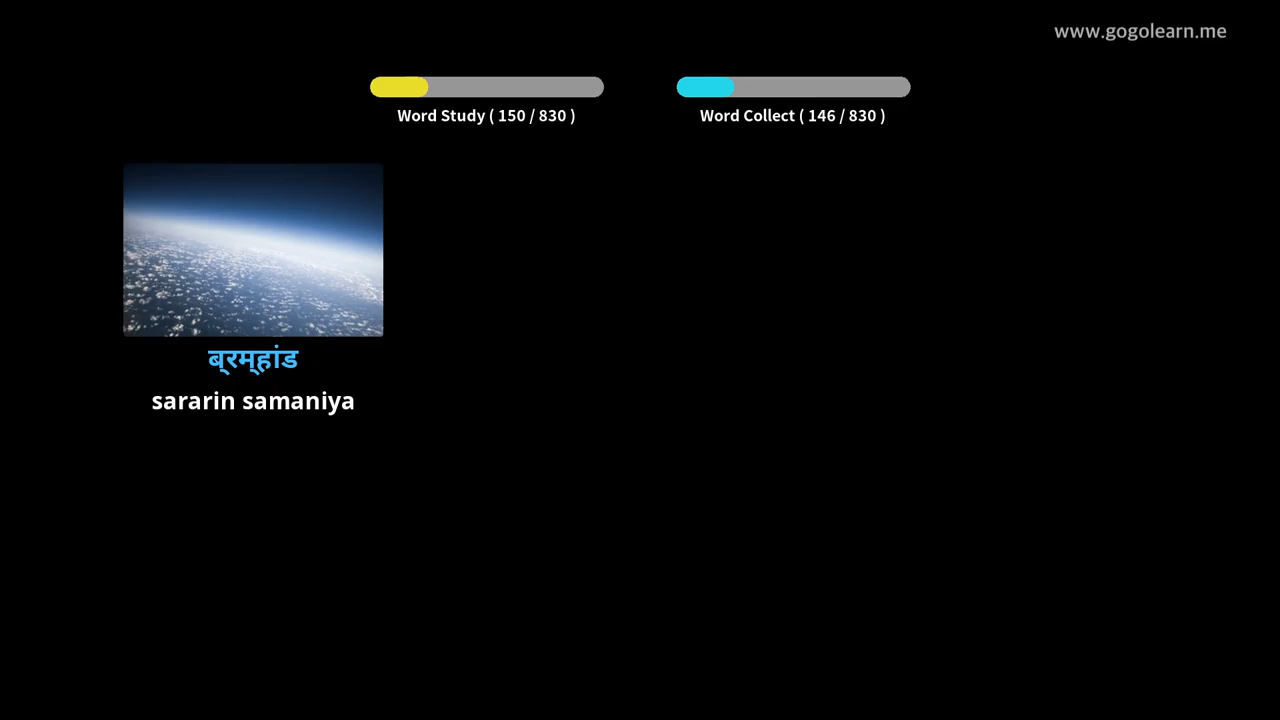 www.gogolearn.me
Word Study ( 150 / 830 )
Word Collect ( 146 / 830 )
ब्रम्हांड
sararin samaniya